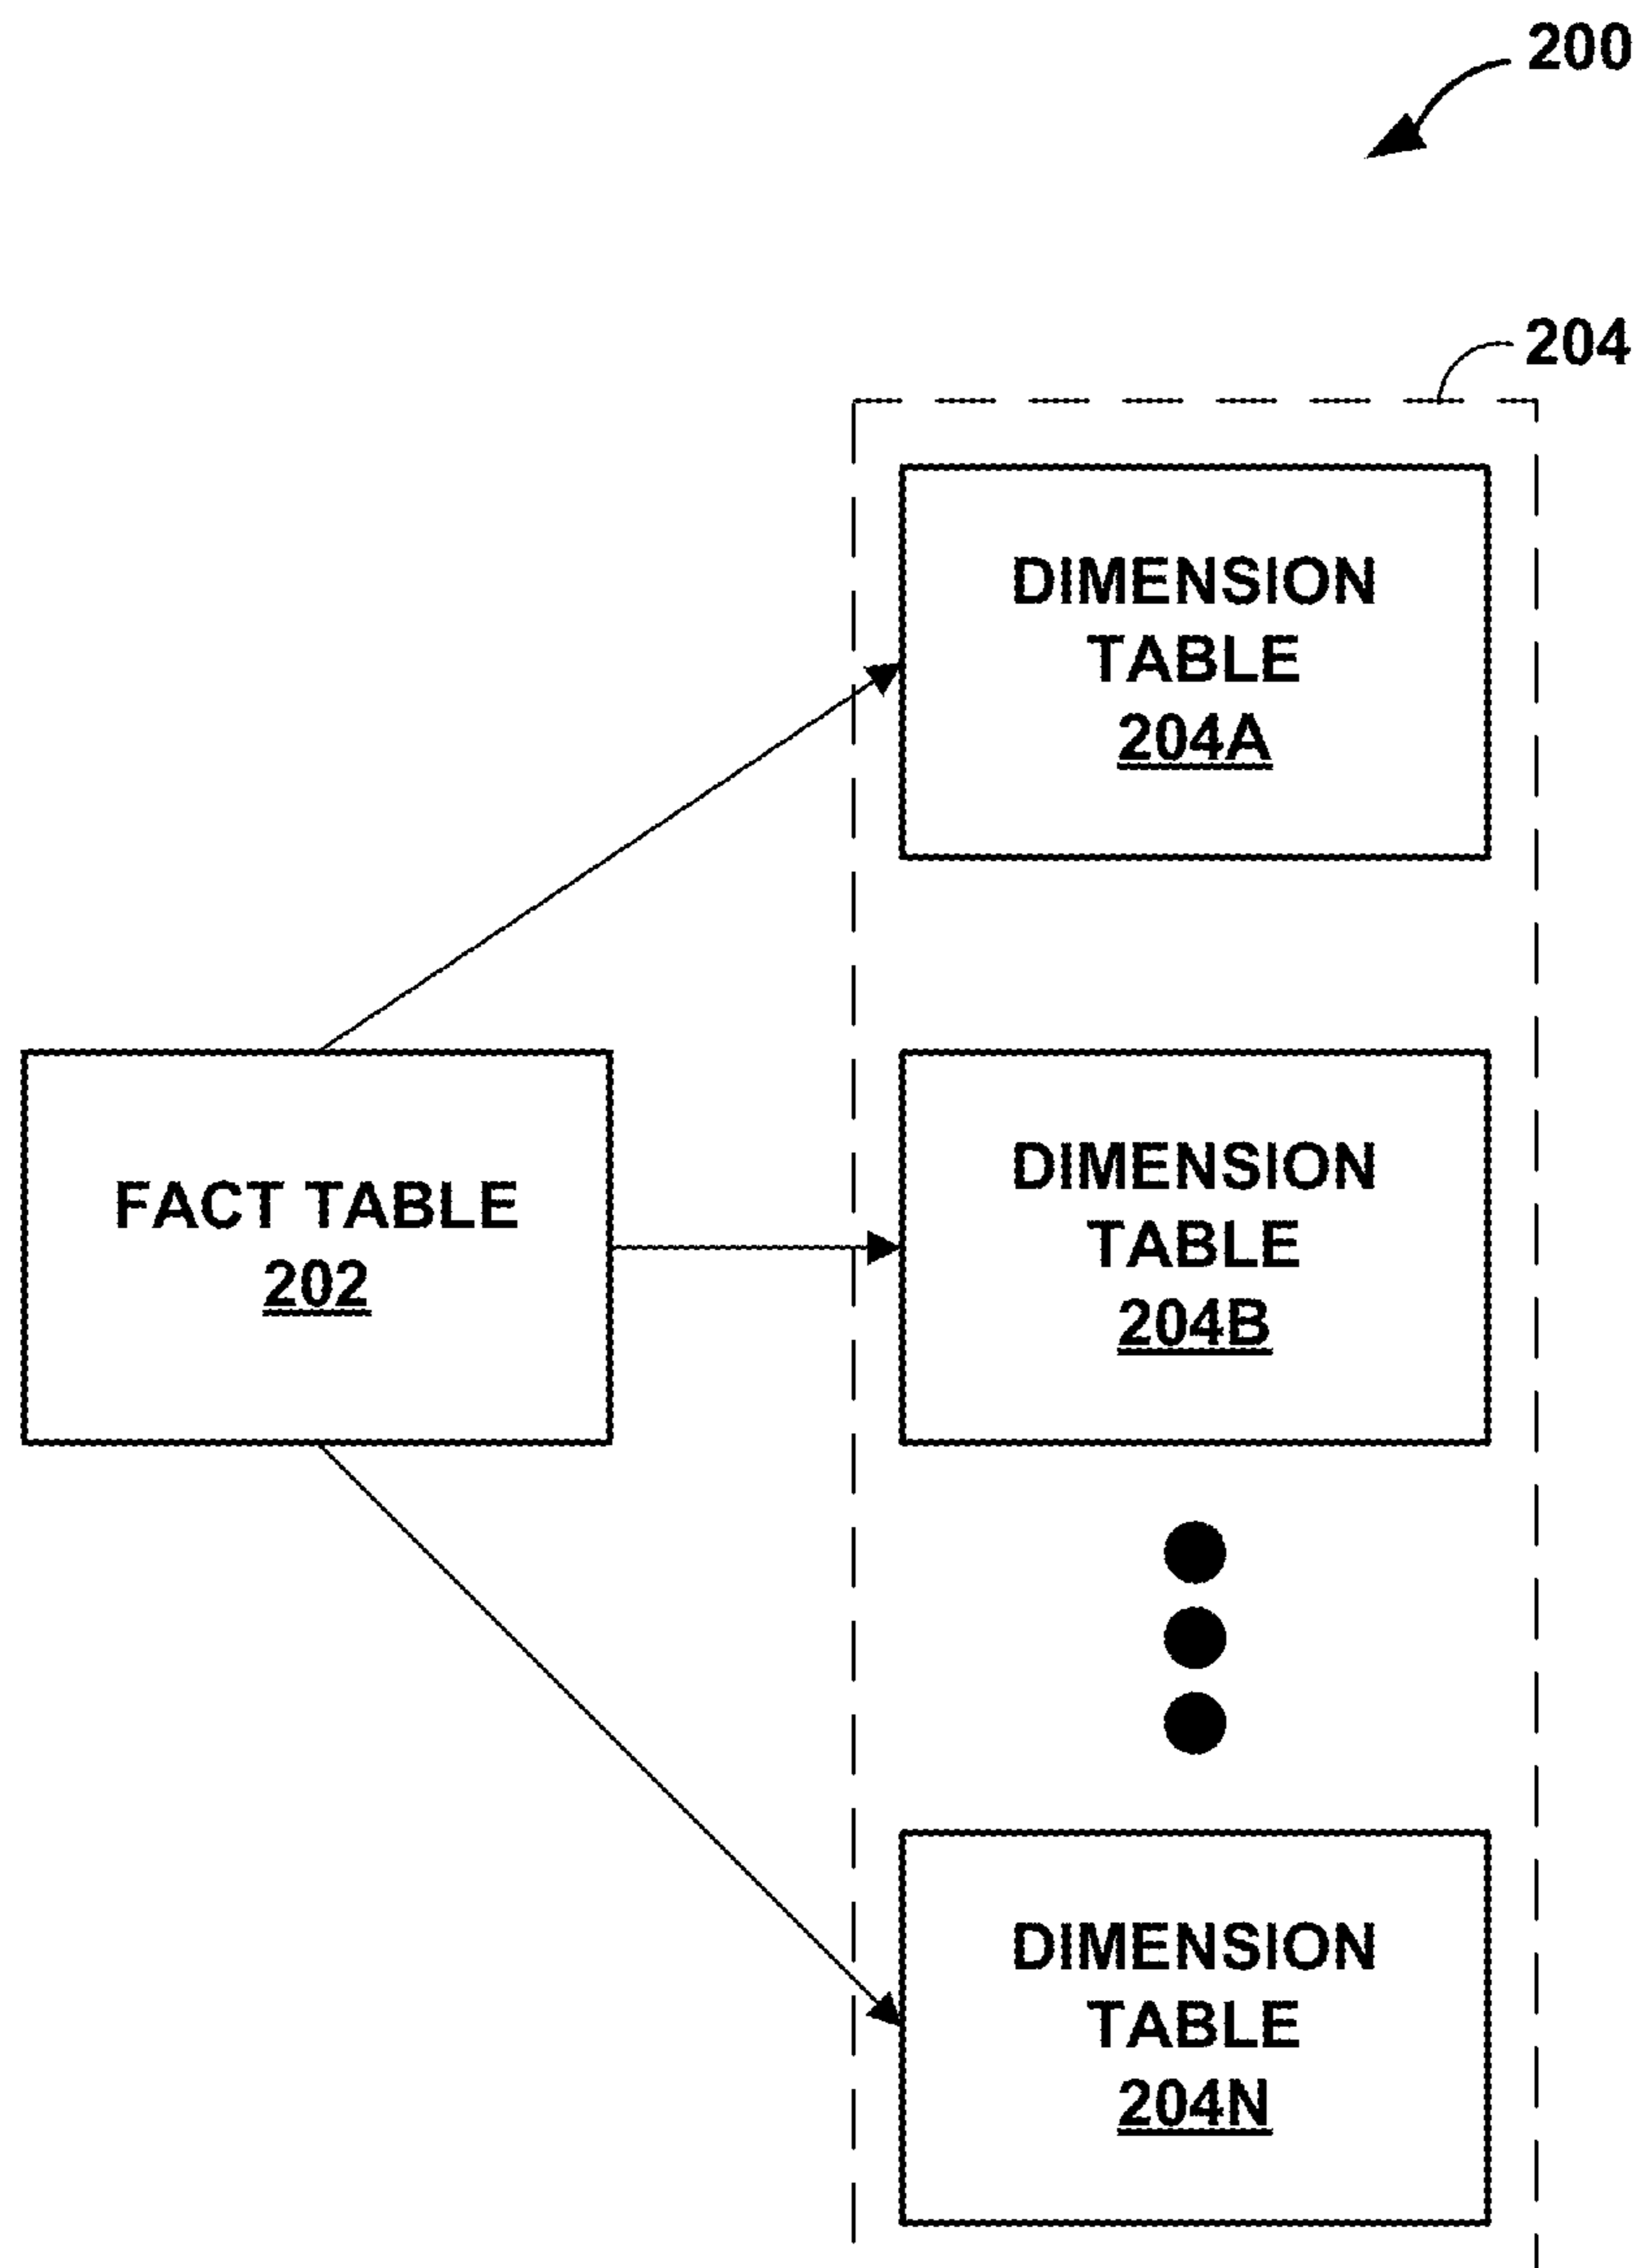 200
204
DIMENSION
TABLE
204A
FACT TABLE
202
DIMENSION
TABLE
204B
DIMENSION
TABLE
204N